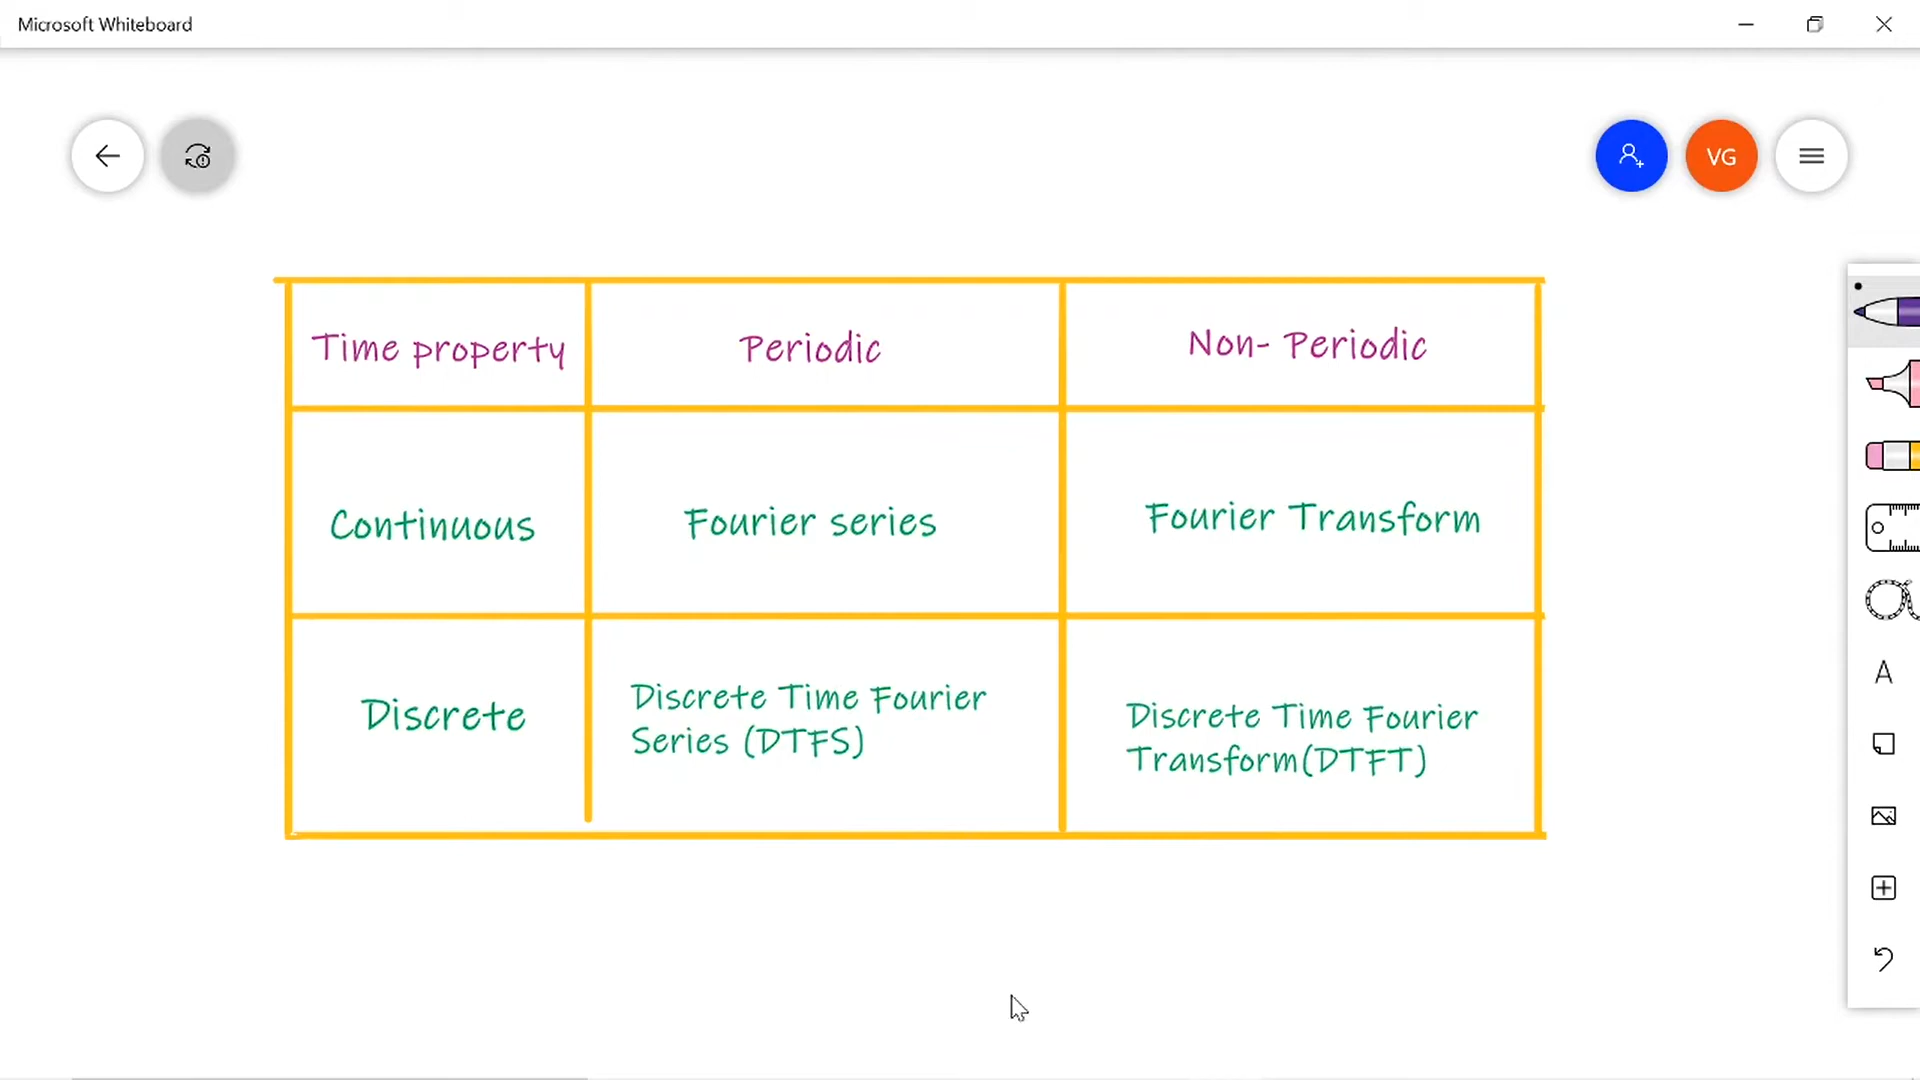 Microsoft Whiteboard
VG
Time property
Periodic
Non- Periodic
Continuous
Fourier series
Fourier Transform
Discrete
Discrete Time Fourier
Series (DTFS)
Discrete Time Fourier
Transform(DTFT)
A